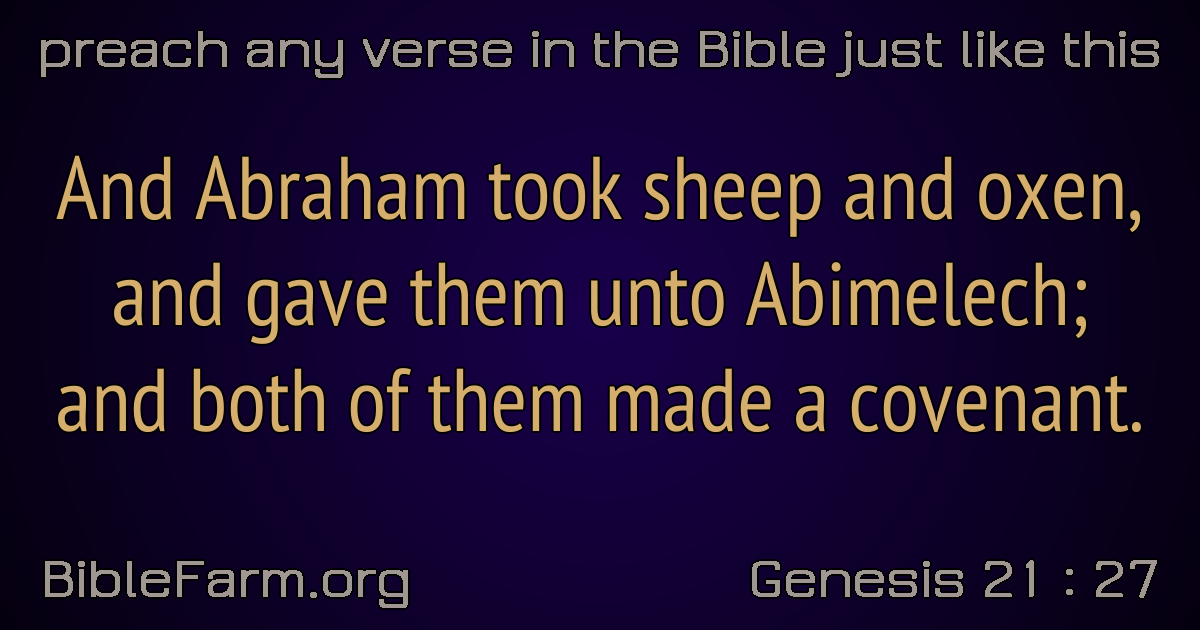 preach any verse in the Bible just like this
And Abraham took sheep and oxen,
and gave them unto Abimelech;
and both of them made a covenant.
BibleFarm.org
Genesis 21 : 27